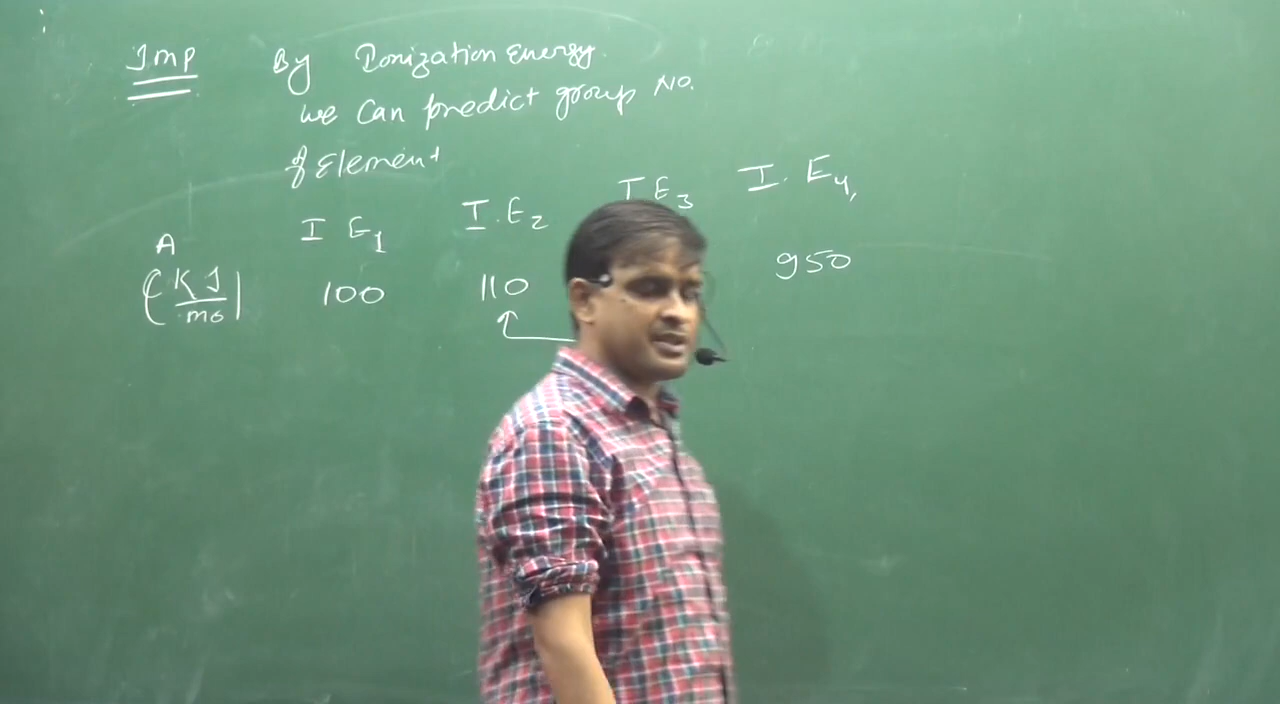 Imp By Ionization Energy.
we can predict group No.
of Element
A I E1 I.E2 I E3 I. E4,
(KJ/mo) 100 110 950